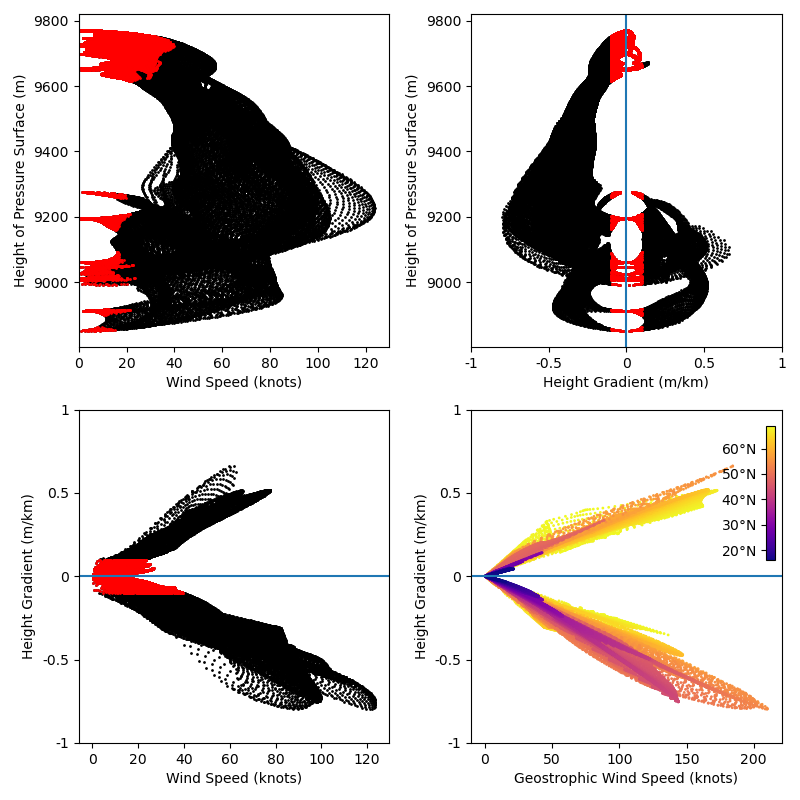 9800
9600
9400
9200
9000
Height of Pressure Surface (m)
0 20 40 60 80 100 120
Wind Speed (knots)
9800
9600
9400
9200
9000
Height of Pressure Surface (m)
-1 -0.5 0 0.5 1
Height Gradient (m/km)
1
0.5
0
-0.5
-1
Height Gradient (m/km)
0 20 40 60 80 100 120
Wind Speed (knots)
1
0.5
0
-0.5
-1
Height Gradient (m/km)
60°N
50°N
40°N
30°N
20°N
0 50 100 150 200
Geostrophic Wind Speed (knots)